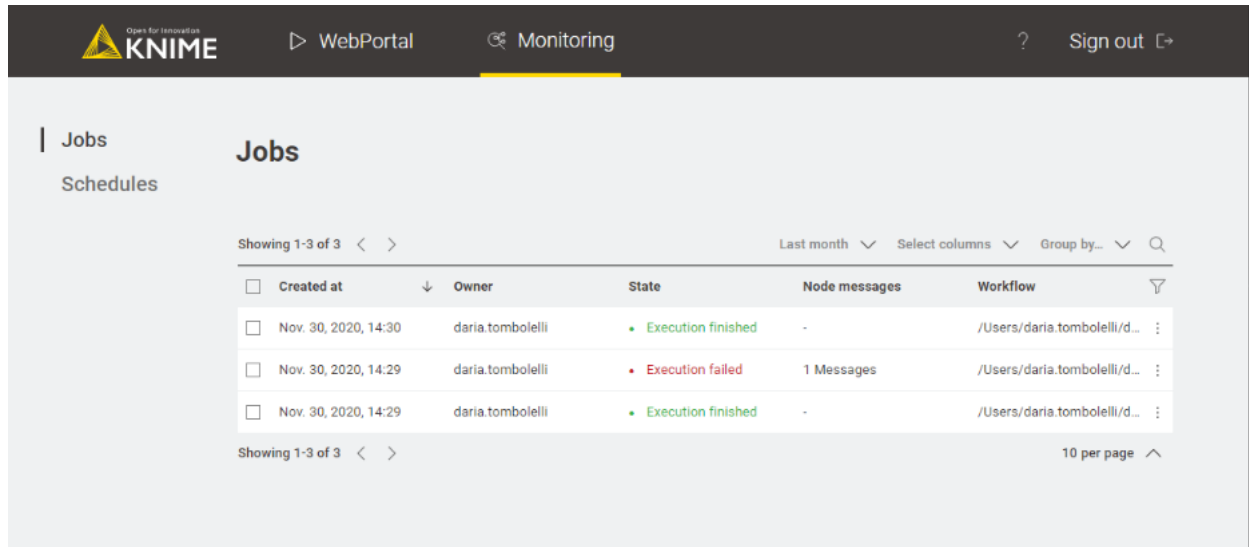 Open for Innovation
KNIME
WebPortal
Monitoring
?
Sign out
Jobs
Schedules
Jobs
Showing 1-3 of 3 < >
Last month Select columns Group by...
Created at ↓ Owner State Node messages Workflow
Nov. 30, 2020, 14:30 daria.tombolelli • Execution finished - /Users/daria.tombolelli/d...
Nov. 30, 2020, 14:29 daria.tombolelli • Execution failed 1 Messages /Users/daria.tombolelli/d...
Nov. 30, 2020, 14:29 daria.tombolelli • Execution finished - /Users/daria.tombolelli/d...
Showing 1-3 of 3 < >
10 per page